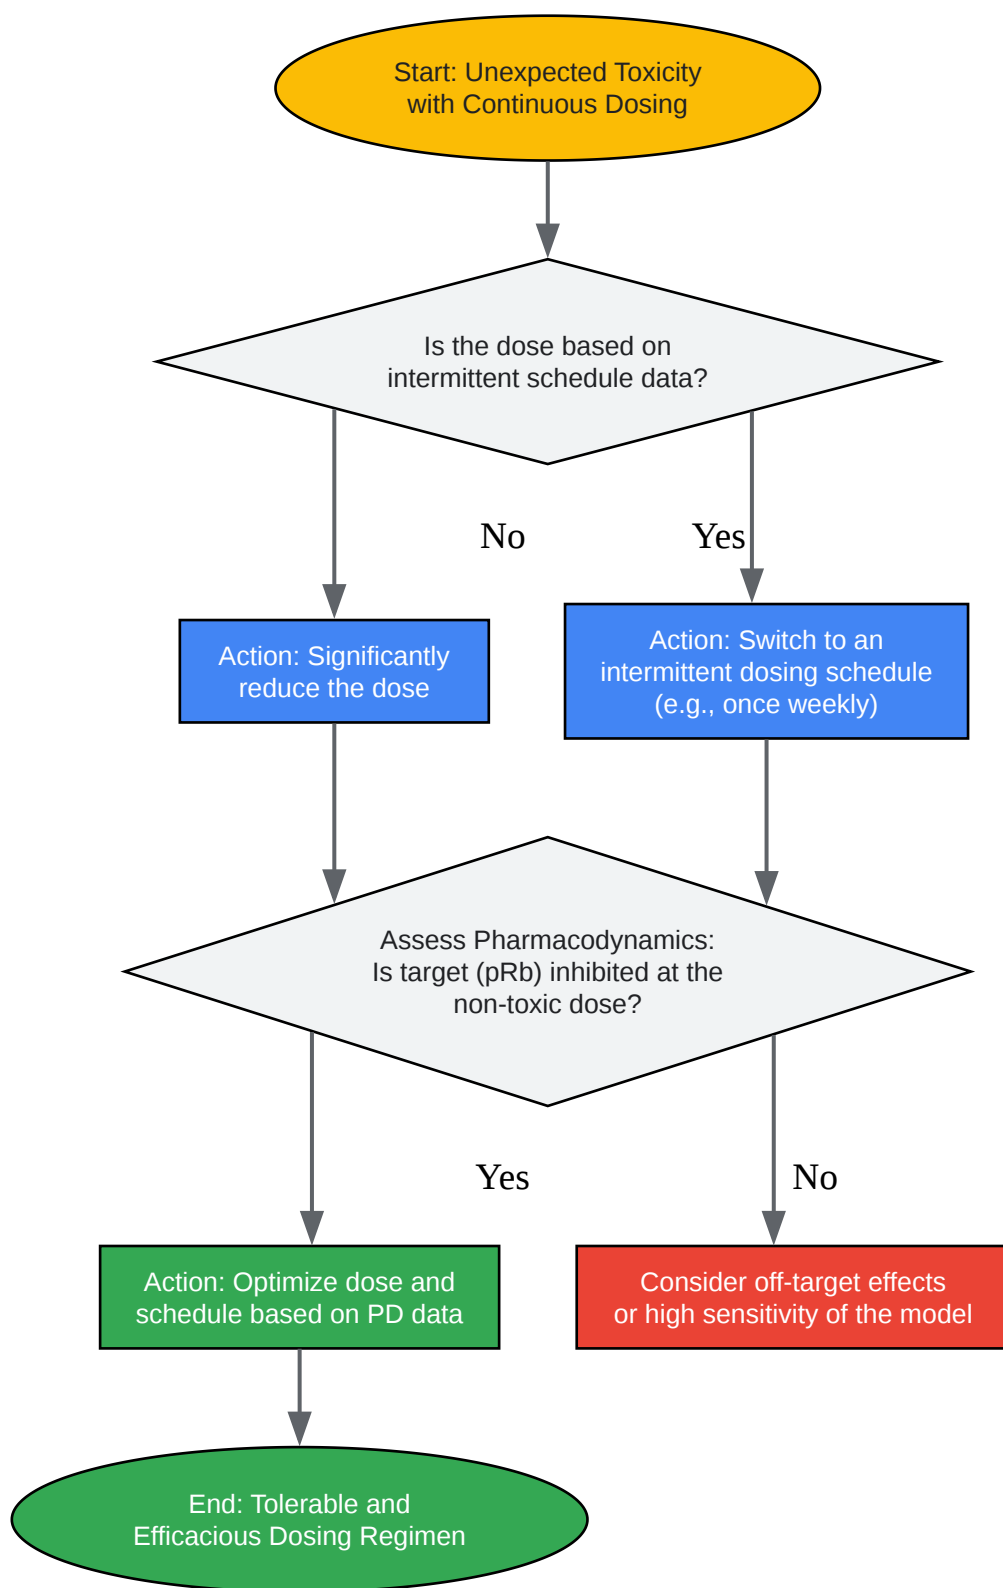 Start: Unexpected Toxicity
with Continuous Dosing
Is the dose based on
intermittent schedule data?
No
Yes
Action: Significantly
reduce the dose
Action: Switch to an
intermittent dosing schedule
(e.g., once weekly)
Assess Pharmacodynamics:
Is target (pRb) inhibited at the
non-toxic dose?
Yes
No
Action: Optimize dose and
schedule based on PD data
Consider off-target effects
or high sensitivity of the model
End: Tolerable and
Efficacious Dosing Regimen